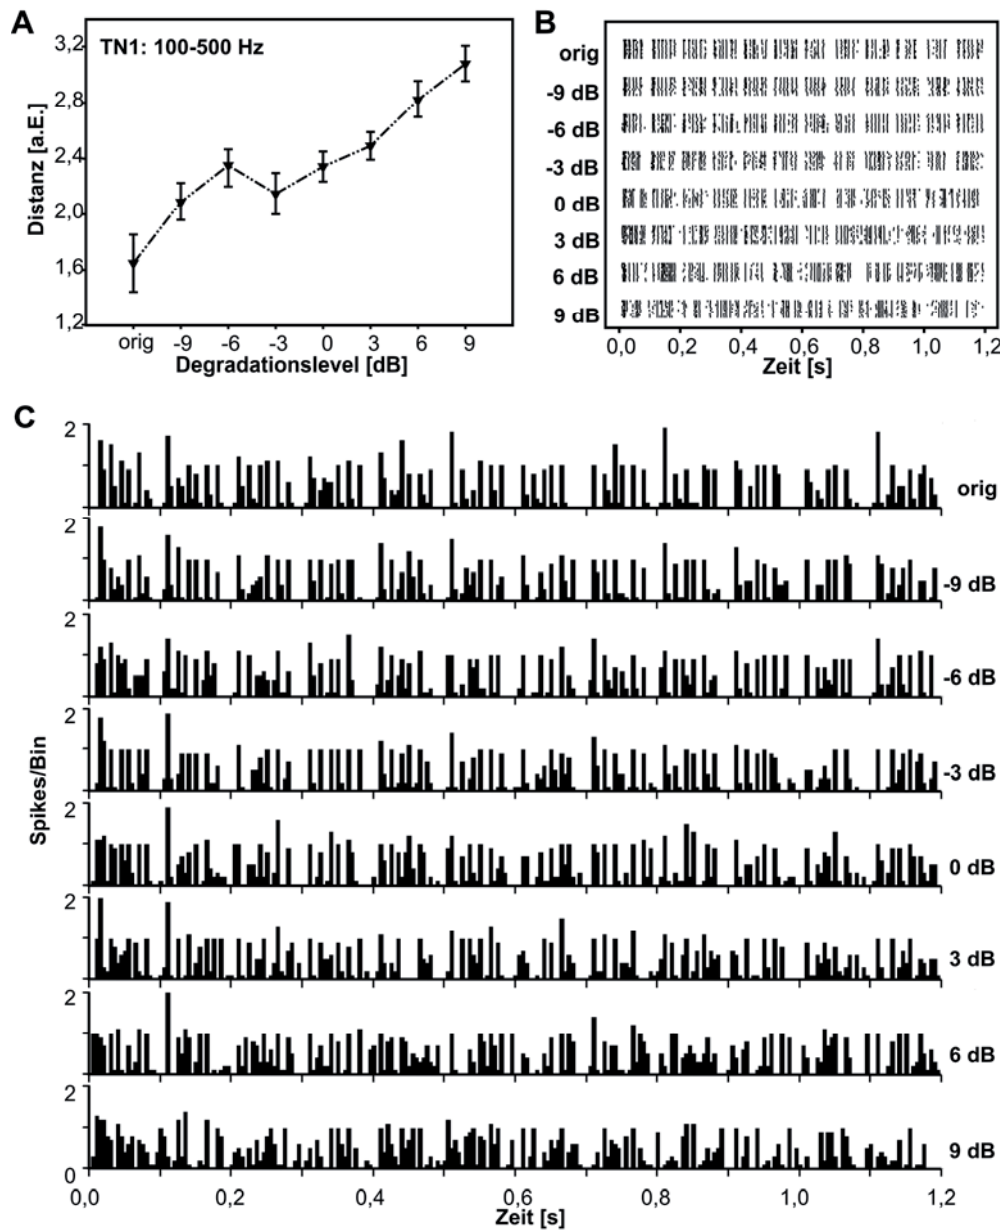 A
TN1: 100-500 Hz
Distanz [a.E.]
3,2
2,8
2,4
2,0
1,6
1,2
orig -9 -6 -3 0 3 6 9
Degradationslevel [dB]
B
orig
-9 dB
-6 dB
-3 dB
0 dB
3 dB
6 dB
9 dB
0,0 0,2 0,4 0,6 0,8 1,0 1,2
Zeit [s]
C
Spikes/Bin
2
orig
2
-9 dB
2
-6 dB
2
-3 dB
2
0 dB
2
3 dB
2
6 dB
2
9 dB
0
0,0 0,2 0,4 0,6 0,8 1,0 1,2
Zeit [s]